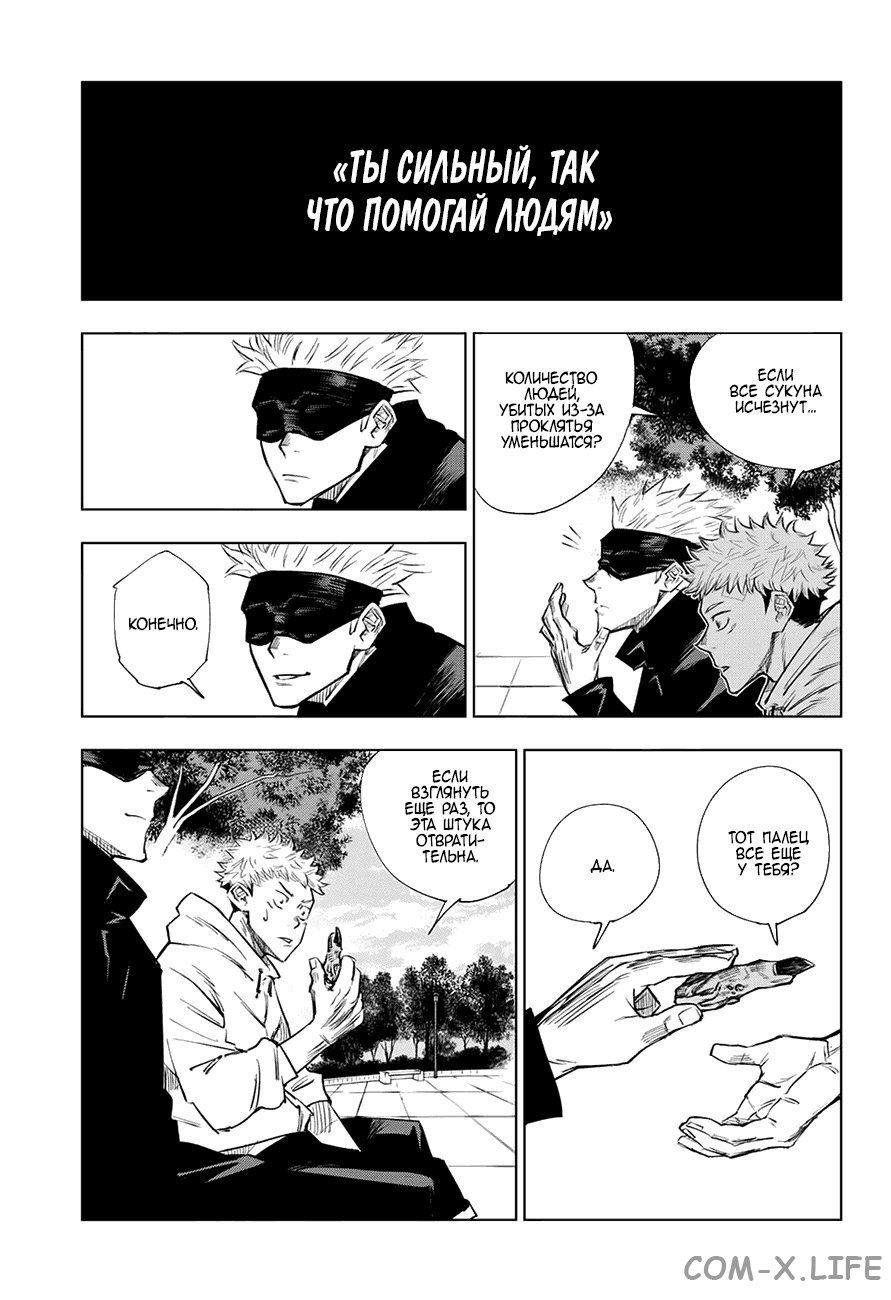 «ТЫ СИЛЬНЫЙ, ТАК
ЧТО ПОМОГАЙ ЛЮДЯМ»
ЕСЛИ
ВСЕ СУКУНА
ИСЧЕЗНУТ...
КОЛИЧЕСТВО
ЛЮДЕЙ,
УБИТЫХ ИЗ-ЗА
ПРОКЛЯТЬЯ
УМЕНЬШАТСЯ?
КОНЕЧНО.
ТОТ ПАЛЕЦ
ВСЕ ЕЩЕ
У ТЕБЯ?
ДА.
ЕСЛИ
ВЗГЛЯНУТЬ
ЕЩЕ РАЗ, ТО
ЭТА ШТУКА
ОТВРАТИ-
ТЕЛЬНА.
COM-X.LIFE